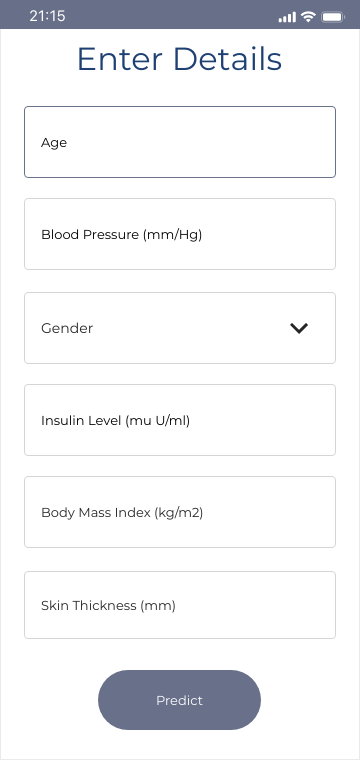 21:15
Enter Details
Age
Blood Pressure (mm/Hg)
Gender
Insulin Level (mu U/ml)
Body Mass Index (kg/m2)
Skin Thickness (mm)
Predict